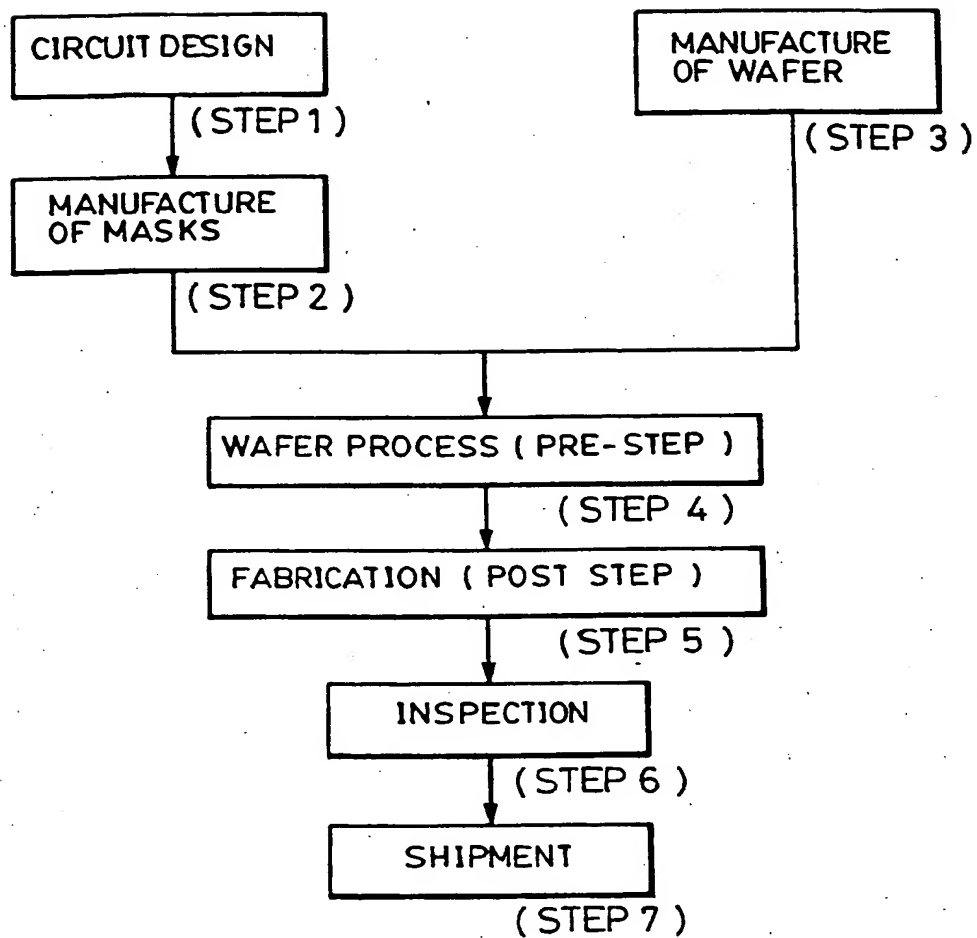 CIRCUIT DESIGN
(STEP 1)
MANUFACTURE
OF MASKS
(STEP 2)
MANUFACTURE
OF WAFER
(STEP 3)
WAFER PROCESS ( PRE-STEP )
(STEP 4)
FABRICATION ( POST STEP )
(STEP 5)
INSPECTION
(STEP 6)
SHIPMENT
(STEP 7)